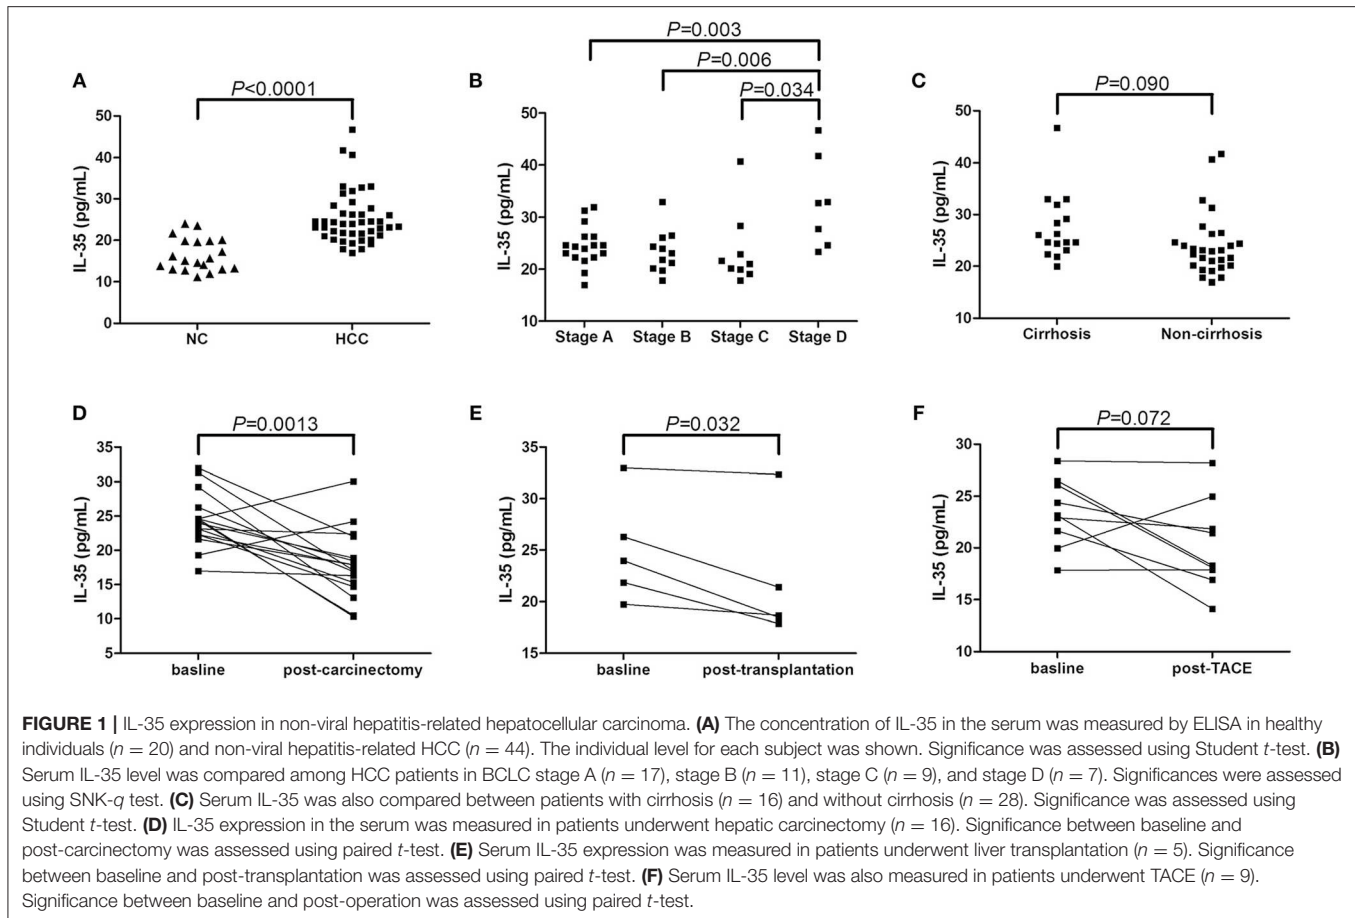 A
P<0.0001
IL-35 (pg/mL)
50
40
30
20
10
0
NC
HCC
B
P=0.003
P=0.006
P=0.034
IL-35 (pg/mL)
50
40
30
20
10
Stage A
Stage B
Stage C
Stage D
C
P=0.090
IL-35 (pg/mL)
50
40
30
20
10
Cirrhosis
Non-cirrhosis
D
P=0.0013
IL-35 (pg/mL)
35
30
25
20
15
10
5
basline
post-carcinectomy
E
P=0.032
IL-35 (pg/mL)
35
30
25
20
15
basline
post-transplantation
F
P=0.072
IL-35 (pg/mL)
30
25
20
15
10
basline
post-TACE
FIGURE 1 | IL-35 expression in non-viral hepatitis-related hepatocellular carcinoma. (A) The concentration of IL-35 in the serum was measured by ELISA in healthy
individuals (n = 20) and non-viral hepatitis-related HCC (n = 44). The individual level for each subject was shown. Significance was assessed using Student t-test. (B)
Serum IL-35 level was compared among HCC patients in BCLC stage A (n = 17), stage B (n = 11), stage C (n = 9), and stage D (n = 7). Significances were assessed
using SNK-q test. (C) Serum IL-35 was also compared between patients with cirrhosis (n = 16) and without cirrhosis (n = 28). Significance was assessed using
Student t-test. (D) IL-35 expression in the serum was measured in patients underwent hepatic carcinectomy (n = 16). Significance between baseline and
post-carcinectomy was assessed using paired t-test. (E) Serum IL-35 expression was measured in patients underwent liver transplantation (n = 5). Significance
between baseline and post-transplantation was assessed using paired t-test. (F) Serum IL-35 level was also measured in patients underwent TACE (n = 9).
Significance between baseline and post-operation was assessed using paired t-test.